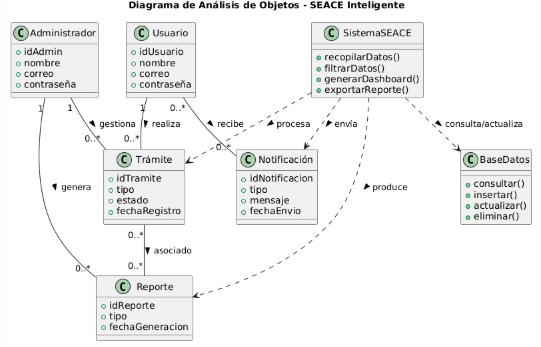 Diagrama de Análisis de Objetos - SEACE Inteligente
C Administrador
idAdmin
nombre
correo
contraseña
C Usuario
idUsuario
nombre
correo
contraseña
C SistemaSEACE
recopilarDatos()
filtrarDatos()
generarDashboard()
exportarReporte()
1
1
1
0..*
gestiona
realiza
recibe
procesa
envía
consulta/actualiza
0..*
0..*
0..*
C Trámite
idTramite
tipo
estado
fechaRegistro
C Notificación
idNotificacion
tipo
mensaje
fechaEnvio
C BaseDatos
consultar()
insertar()
actualizar()
eliminar()
genera
produce
0..*
asociado
0..*
0..*
C Reporte
idReporte
tipo
fechaGeneracion